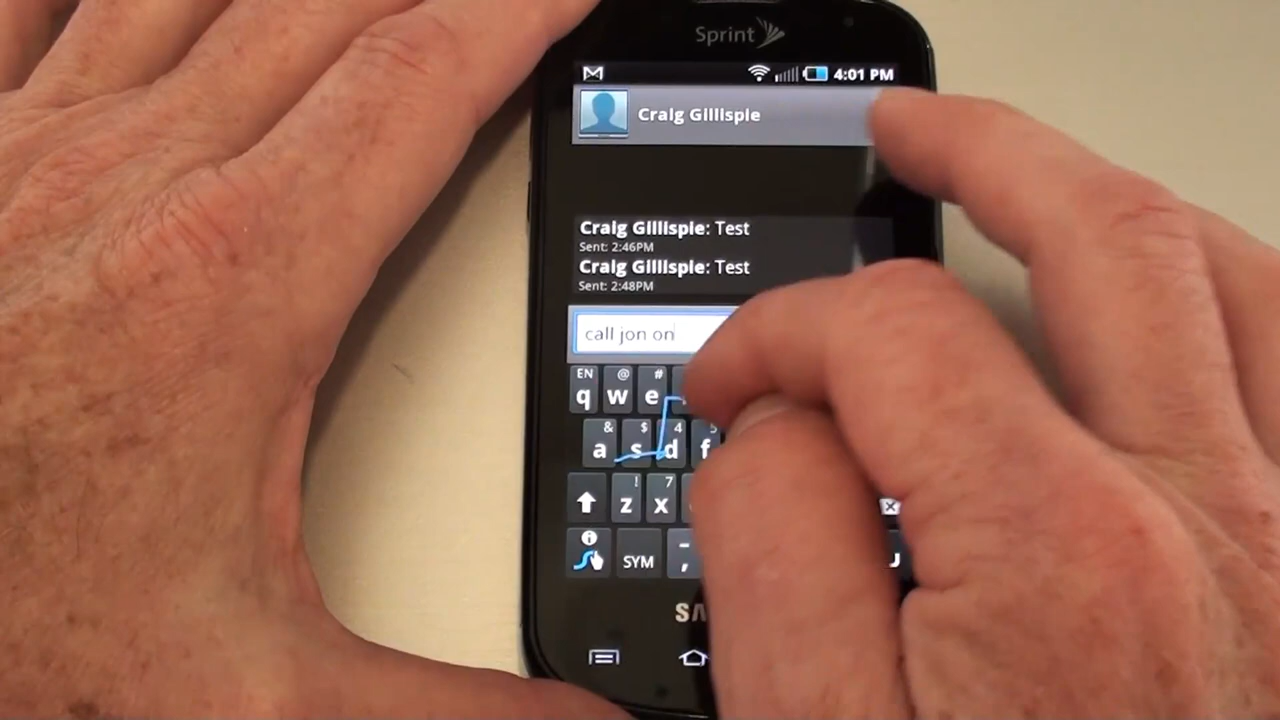 Sprint
4:01 PM
Craig Gillispie
Craig Gillispie: Test
Sent: 2:46PM
Craig Gillispie: Test
Sent: 2:48PM
call jon on
EN @ #
q w e
& $ 4 5
a s d f
! 7
z x
SYM ,